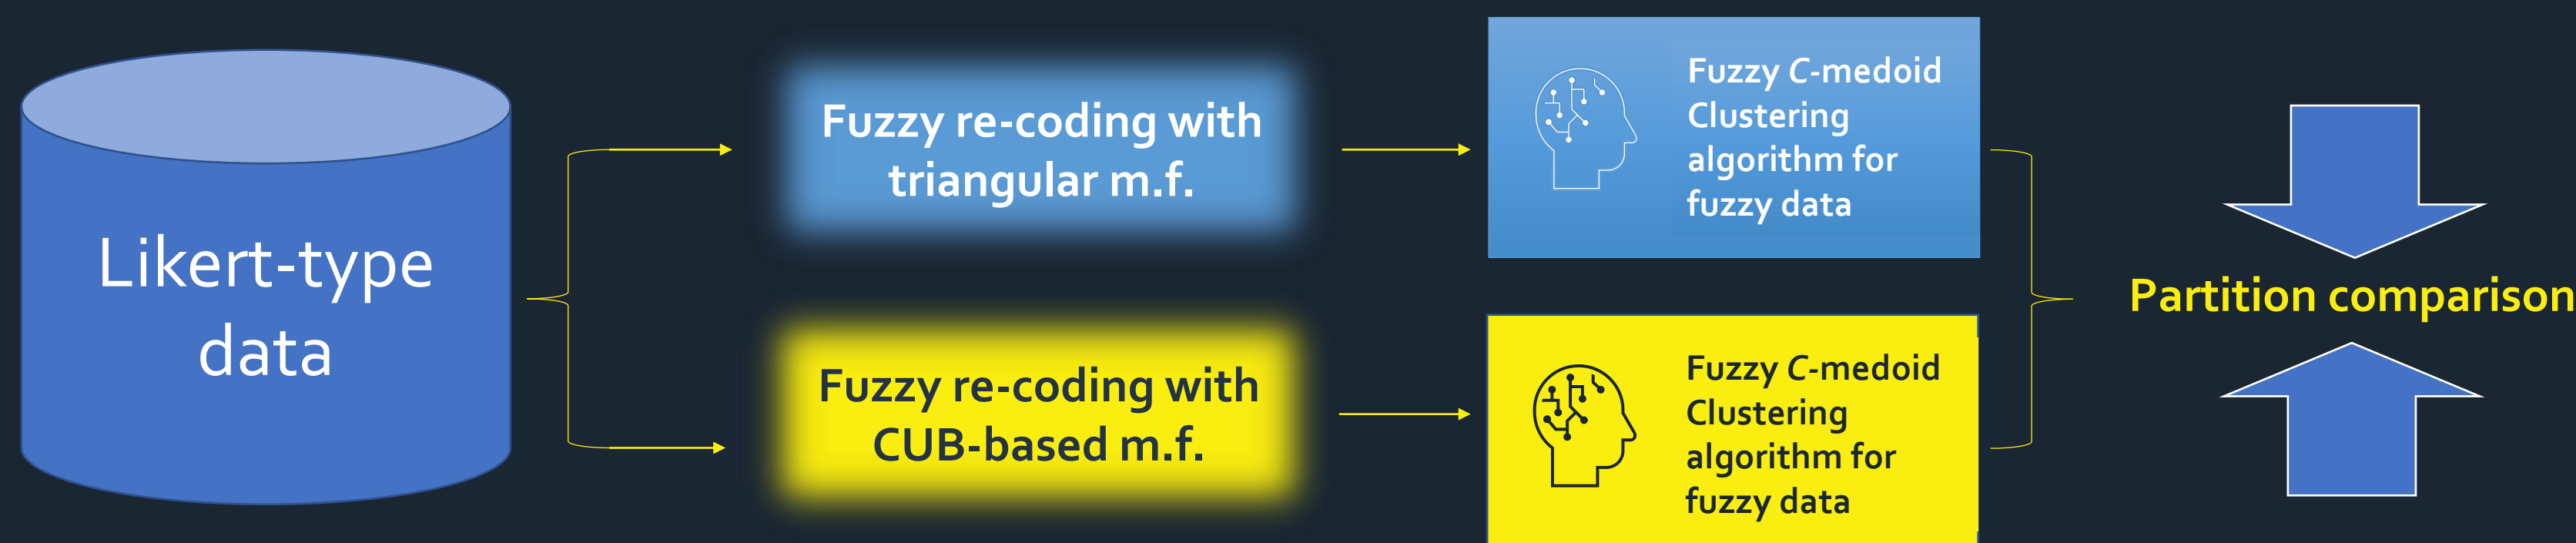 Likert-type
data
Fuzzy re-coding with
triangular m.f.
Fuzzy re-coding with
CUB-based m.f.
Fuzzy C-medoid
Clustering
algorithm for
fuzzy data
Fuzzy C-medoid
Clustering
algorithm for
fuzzy data
Partition comparison